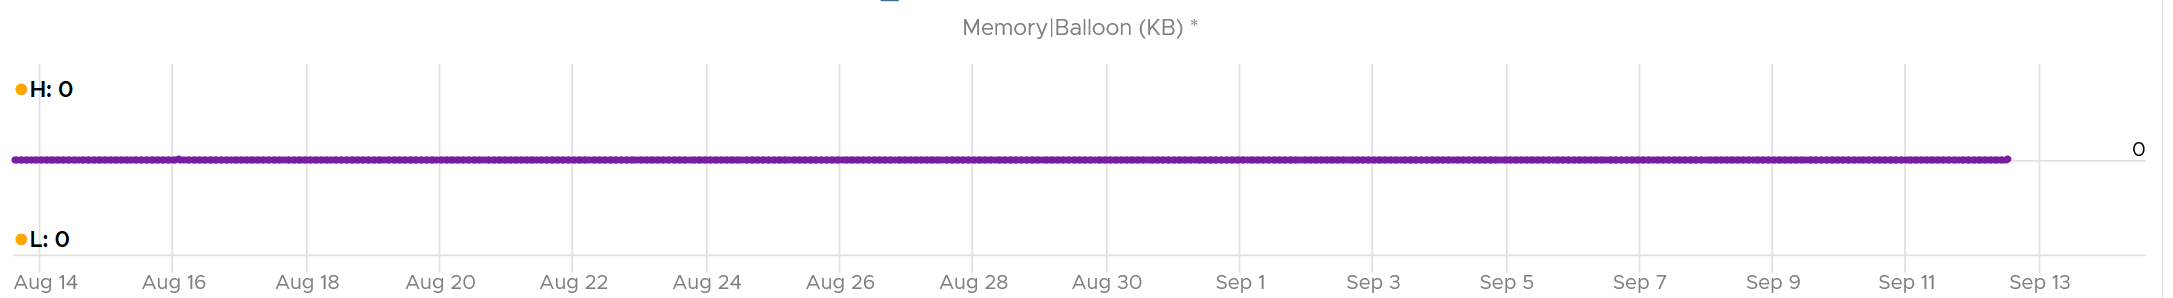 Memory|Balloon (KB) *
H: 0
0
L: 0
Aug 14 Aug 16 Aug 18 Aug 20 Aug 22 Aug 24 Aug 26 Aug 28 Aug 30 Sep 1 Sep 3 Sep 5 Sep 7 Sep 9 Sep 11 Sep 13